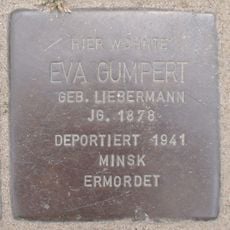 HIER WOHNTE
EVA GUMPERT
GEB. LIEBERMANN
JG. 1878
DEPORTIERT 1941
MINSK
ERMORDET